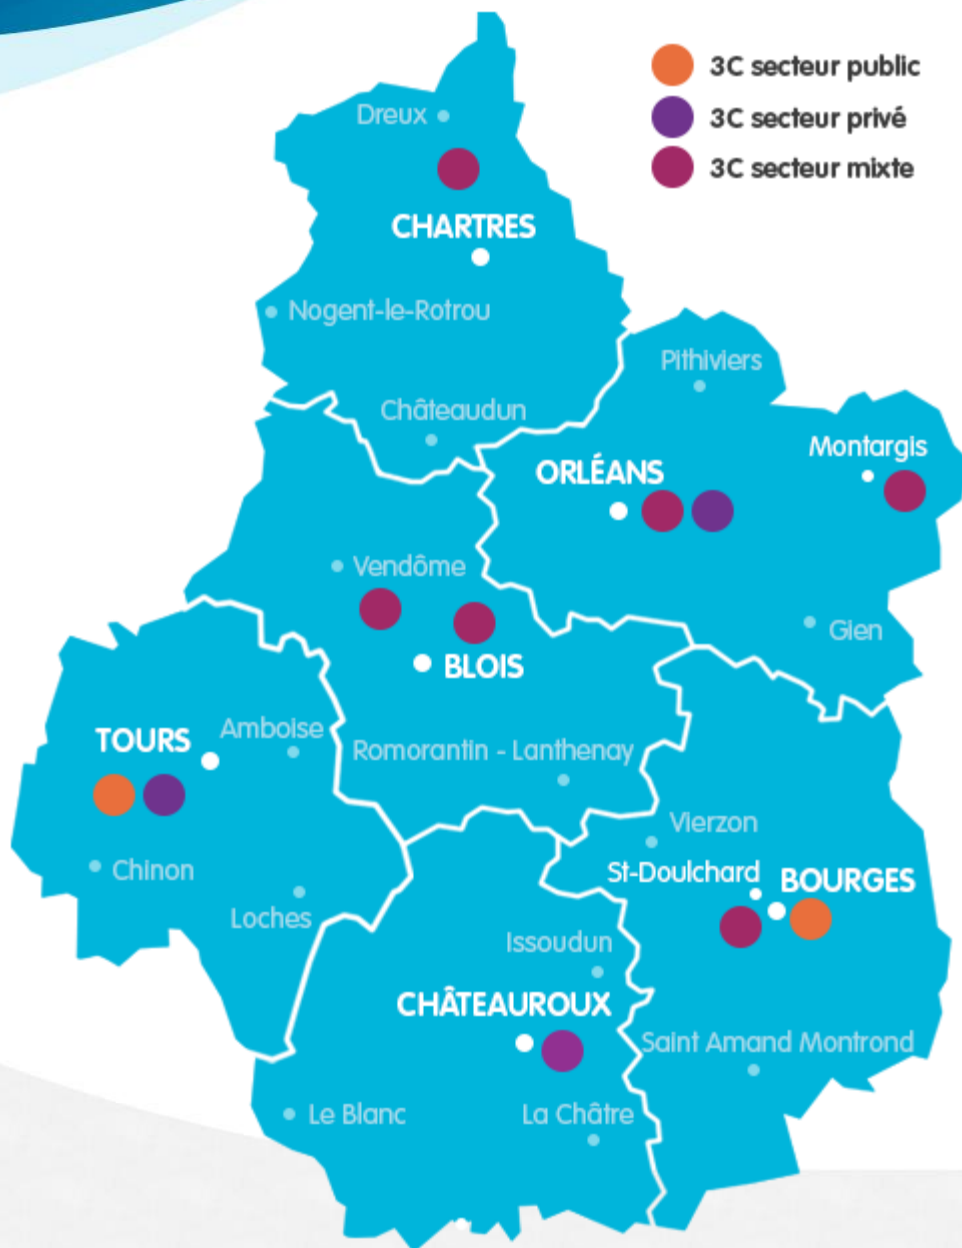 3C secteur public
3C secteur privé
3C secteur mixte
Dreux
CHARTRES
Nogent-le-Rotrou
Pithiviers
Châteaudun
Montargis
ORLÉANS
Vendôme
Gien
BLOIS
Amboise
TOURS
Romorantin - Lanthenay
Vierzon
Chinon
St-Doulchard
BOURGES
Loches
Issoudun
CHÂTEAUROUX
Saint Amand Montrond
Le Blanc
La Châtre